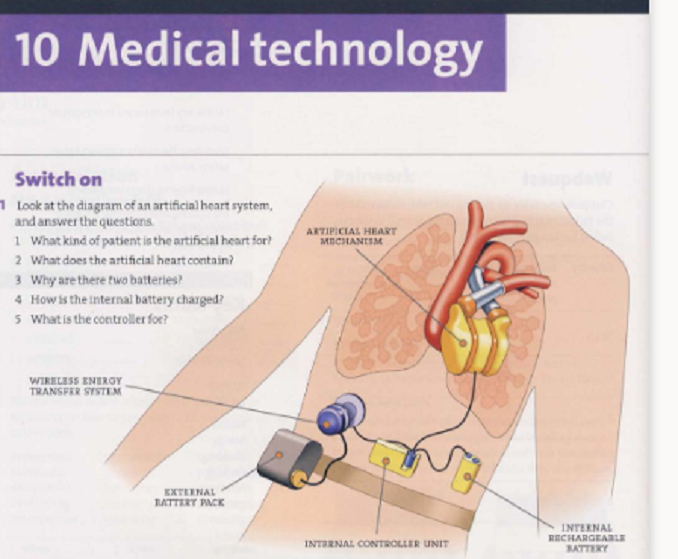 10 Medical technology
Switch on
1 Look at the diagram of an artificial heart system,
and answer the questions.
1 What kind of patient is the artificial heart for?
2 What does the artificial heart contain?
3 Why are there two batteries?
4 How is the internal battery charged?
5 What is the controller for?
ARTIFICIAL HEART
MECHANISM
WIRELESS ENERGY
TRANSFER SYSTEM
EXTERNAL
BATTERY PACK
INTERNAL CONTROLLER UNIT
INTERNAL
RECHARGEABLE
BATTERY